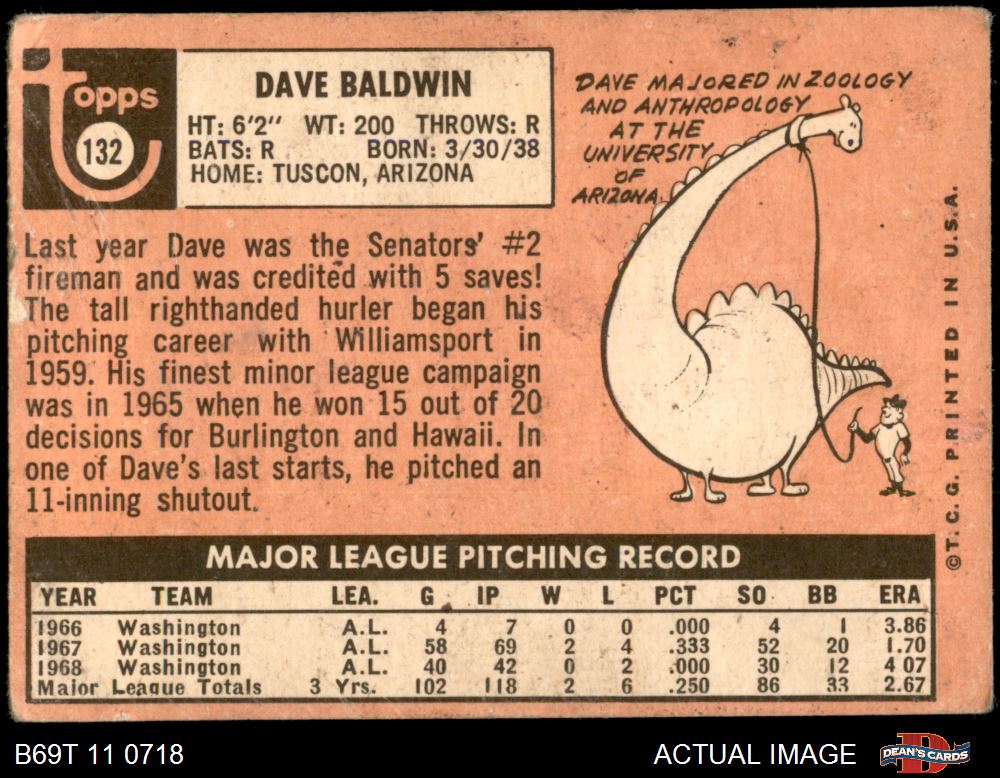 Topps
132
DAVE BALDWIN
HT: 6'2" WT: 200 THROWS: R
BATS: R BORN: 3/30/38
HOME: TUSCON, ARIZONA
DAVE MAJORED IN ZOOLOGY
AND ANTHROPOLOGY
AT THE
UNIVERSITY
OF
ARIZONA.
Last year Dave was the Senators' #2
fireman and was credited with 5 saves!
The tall righthanded hurler began his
pitching career with Williamsport in
1959. His finest minor league campaign
was in 1965 when he won 15 out of 20
decisions for Burlington and Hawaii. In
one of Dave's last starts, he pitched an
11-inning shutout.
©T.C.G. PRINTED IN U.S.A.
MAJOR LEAGUE PITCHING RECORD
YEAR TEAM LEA. G IP W L PCT SO BB ERA
1966 Washington A.L. 4 7 0 0 .000 4 1 3.86
1967 Washington A.L. 58 69 2 4 .333 52 20 1.70
1968 Washington A.L. 40 42 0 2 .000 30 12 4.07
Major League Totals 3 Yrs. 102 118 2 6 .250 86 33 2.67
B69T 11 0718
ACTUAL IMAGE
DEAN'S CARDS